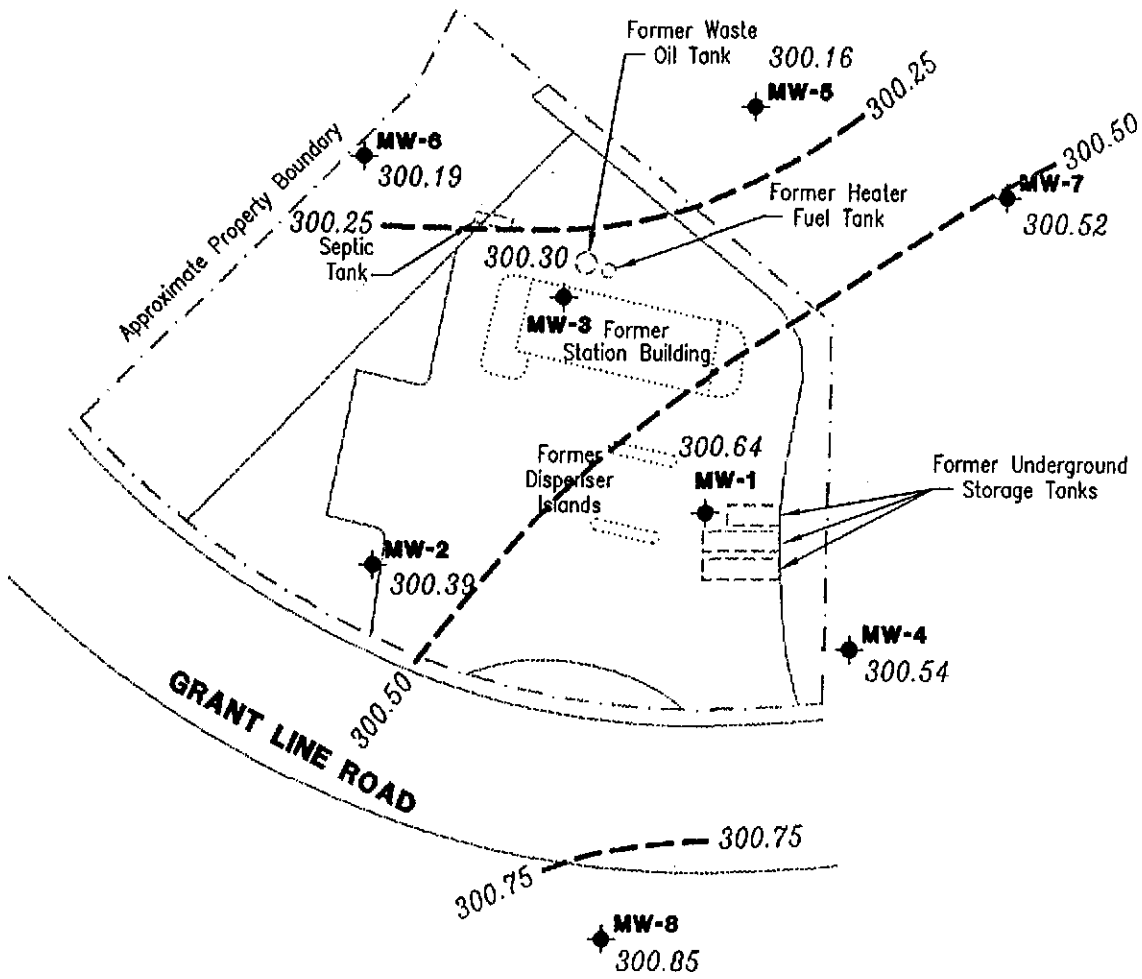 Former Waste
Oil Tank
300.16
MW-5
300.25
300.50
MW-6
300.19
MW-7
300.52
Approximate Property Boundary
300.25
Septic
Tank
Former Heater
Fuel Tank
300.30
MW-3
Former
Station Building
300.64
MW-1
Former
Dispenser
Islands
Former Underground
Storage Tanks
MW-2
300.39
MW-4
300.54
300.50
GRANT LINE ROAD
300.75
300.75
MW-8
300.85